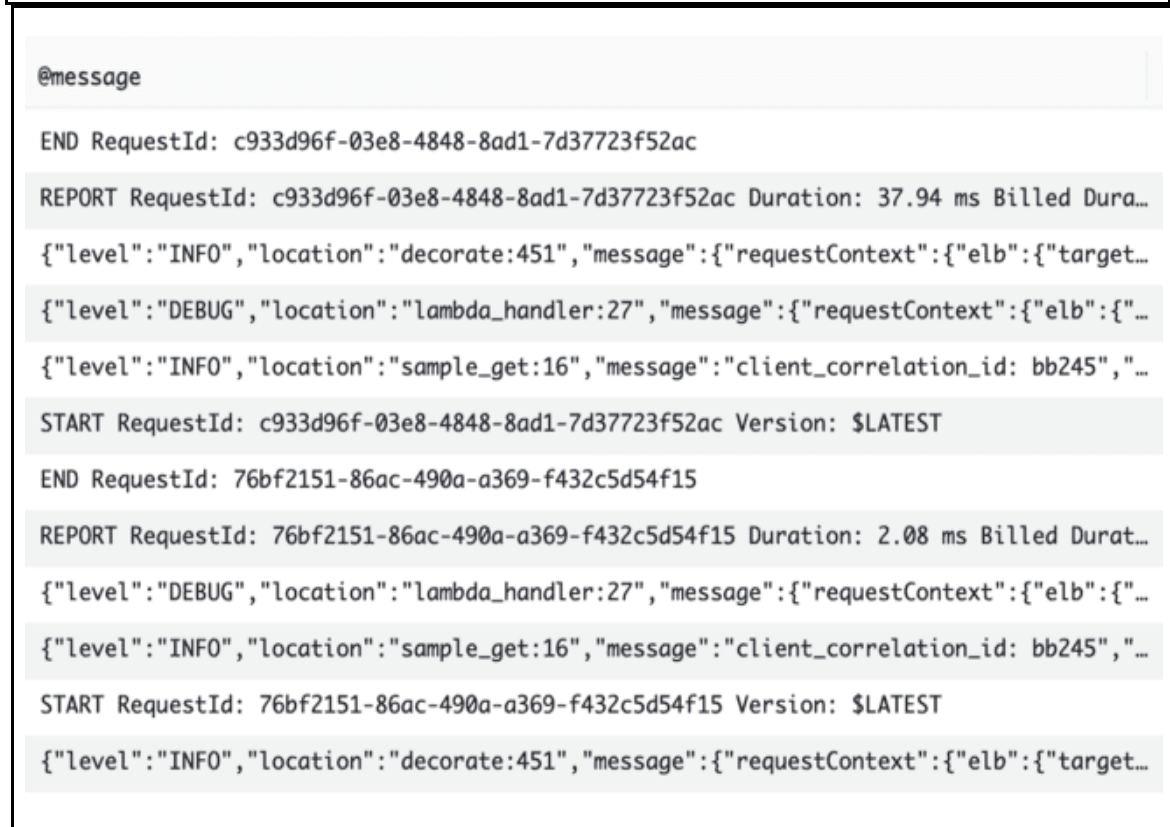 @message
END RequestId: c933d96f-03e8-4848-8ad1-7d37723f52ac
REPORT RequestId: c933d96f-03e8-4848-8ad1-7d37723f52ac Duration: 37.94 ms Billed Dura…
{"level":"INFO","location":"decorate:451","message":{"requestContext":{"elb":{"target…
{"level":"DEBUG","location":"lambda_handler:27","message":{"requestContext":{"elb":{"…
{"level":"INFO","location":"sample_get:16","message":"client_correlation_id: bb245","…
START RequestId: c933d96f-03e8-4848-8ad1-7d37723f52ac Version: $LATEST
END RequestId: 76bf2151-86ac-490a-a369-f432c5d54f15
REPORT RequestId: 76bf2151-86ac-490a-a369-f432c5d54f15 Duration: 2.08 ms Billed Durat…
{"level":"DEBUG","location":"lambda_handler:27","message":{"requestContext":{"elb":{"…
{"level":"INFO","location":"sample_get:16","message":"client_correlation_id: bb245","…
START RequestId: 76bf2151-86ac-490a-a369-f432c5d54f15 Version: $LATEST
{"level":"INFO","location":"decorate:451","message":{"requestContext":{"elb":{"target…